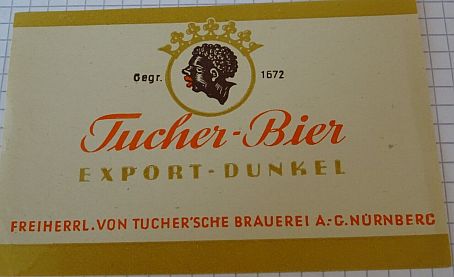 Gegr. 1672
Tucher-Bier
EXPORT-DUNKEL
FREIHERRL. VON TUCHER'SCHE BRAUEREI A.-G. NÜRNBERG